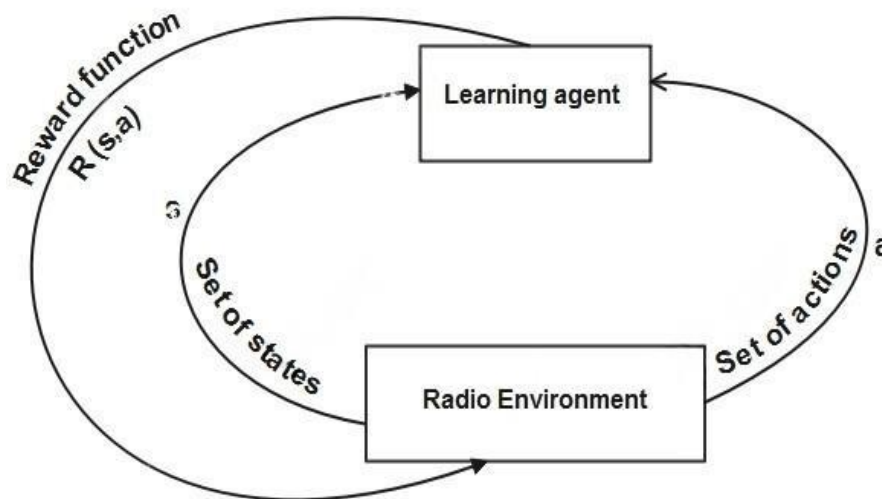 Reward function
R (s,a)
Learning agent
s
Set of states
Set of actions
a
Radio Environment